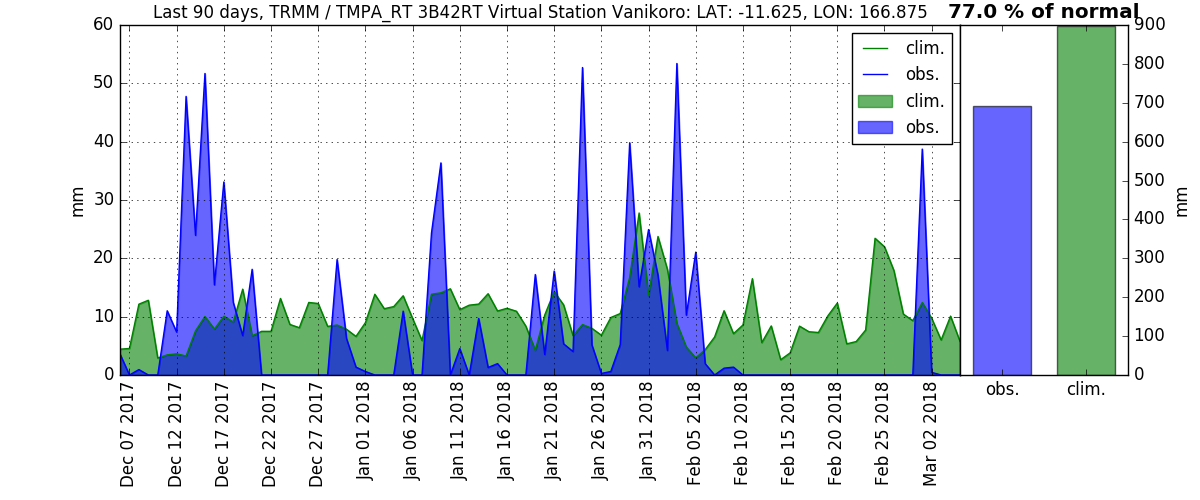 Last 90 days, TRMM / TMPA_RT 3B42RT Virtual Station Vanikoro: LAT: -11.625, LON: 166.875
77.0 % of normal
60
50
40
30
20
10
0
mm
clim.
obs.
clim.
obs.
900
800
700
600
500
400
300
200
100
0
mm
Dec 07 2017
Dec 12 2017
Dec 17 2017
Dec 22 2017
Dec 27 2017
Jan 01 2018
Jan 06 2018
Jan 11 2018
Jan 16 2018
Jan 21 2018
Jan 26 2018
Jan 31 2018
Feb 05 2018
Feb 10 2018
Feb 15 2018
Feb 20 2018
Feb 25 2018
Mar 02 2018
obs.
clim.